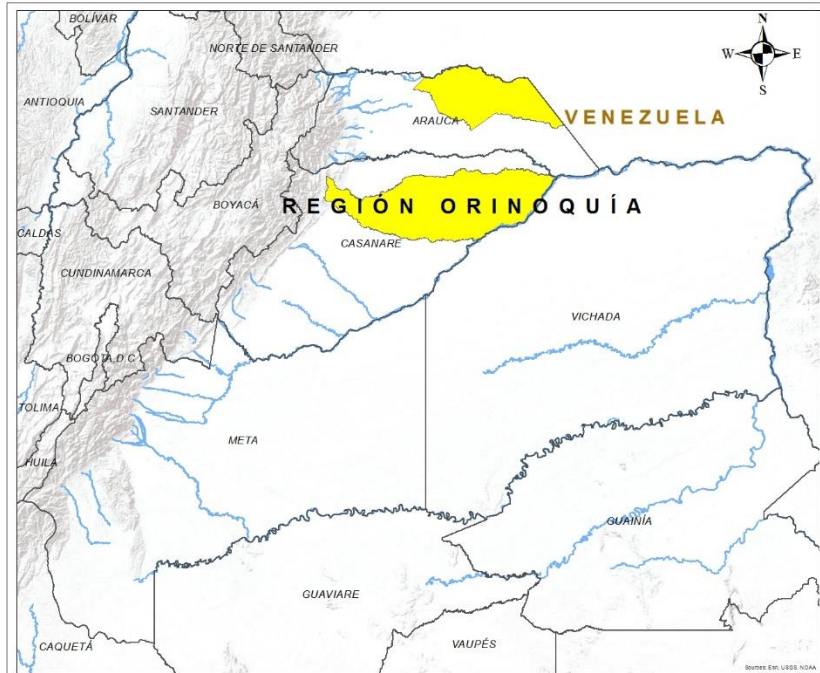 BOLÍVAR
N
NORTE DE SANTANDER
W
E
S
ANTIOQUIA
SANTANDER
ARAUCA
VENEZUELA
BOYACÁ
REGIÓN ORINOQUÍA
CALDAS
CASANARE
CUNDINAMARCA
VICHADA
BOGOTÁ D.C
TOLIMA
META
HUILA
GUAINÍA
GUAVIARE
CAQUETÁ
VAUPÉS
Sources: Esri, USGS, NOAA